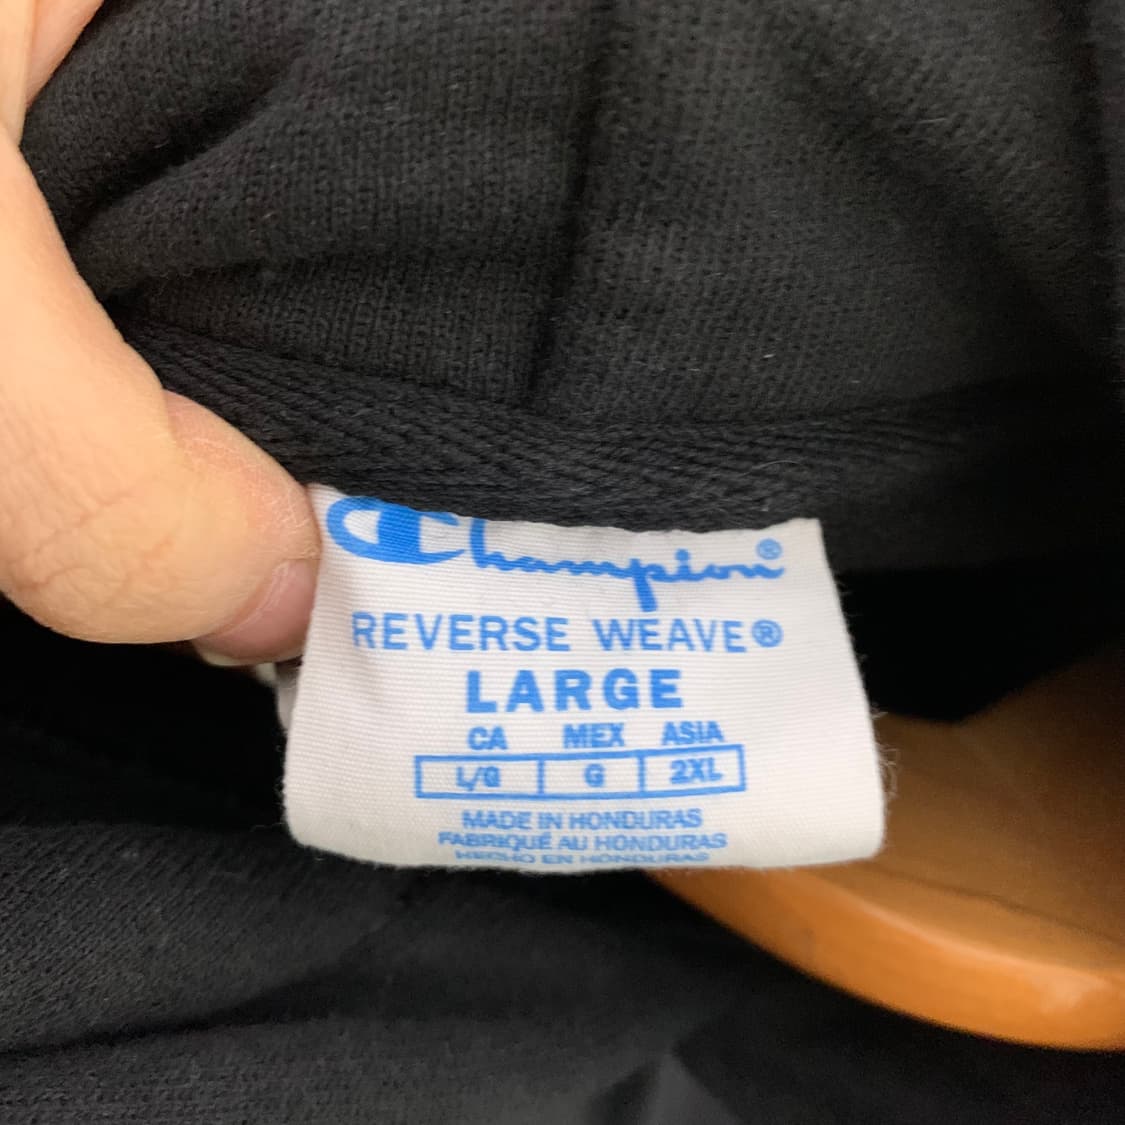 Champion®
REVERSE WEAVE®
LARGE
CA MEX ASIA
L/G G 2XL
MADE IN HONDURAS
FABRIQUÉ AU HONDURAS
HECHO EN HONDURAS